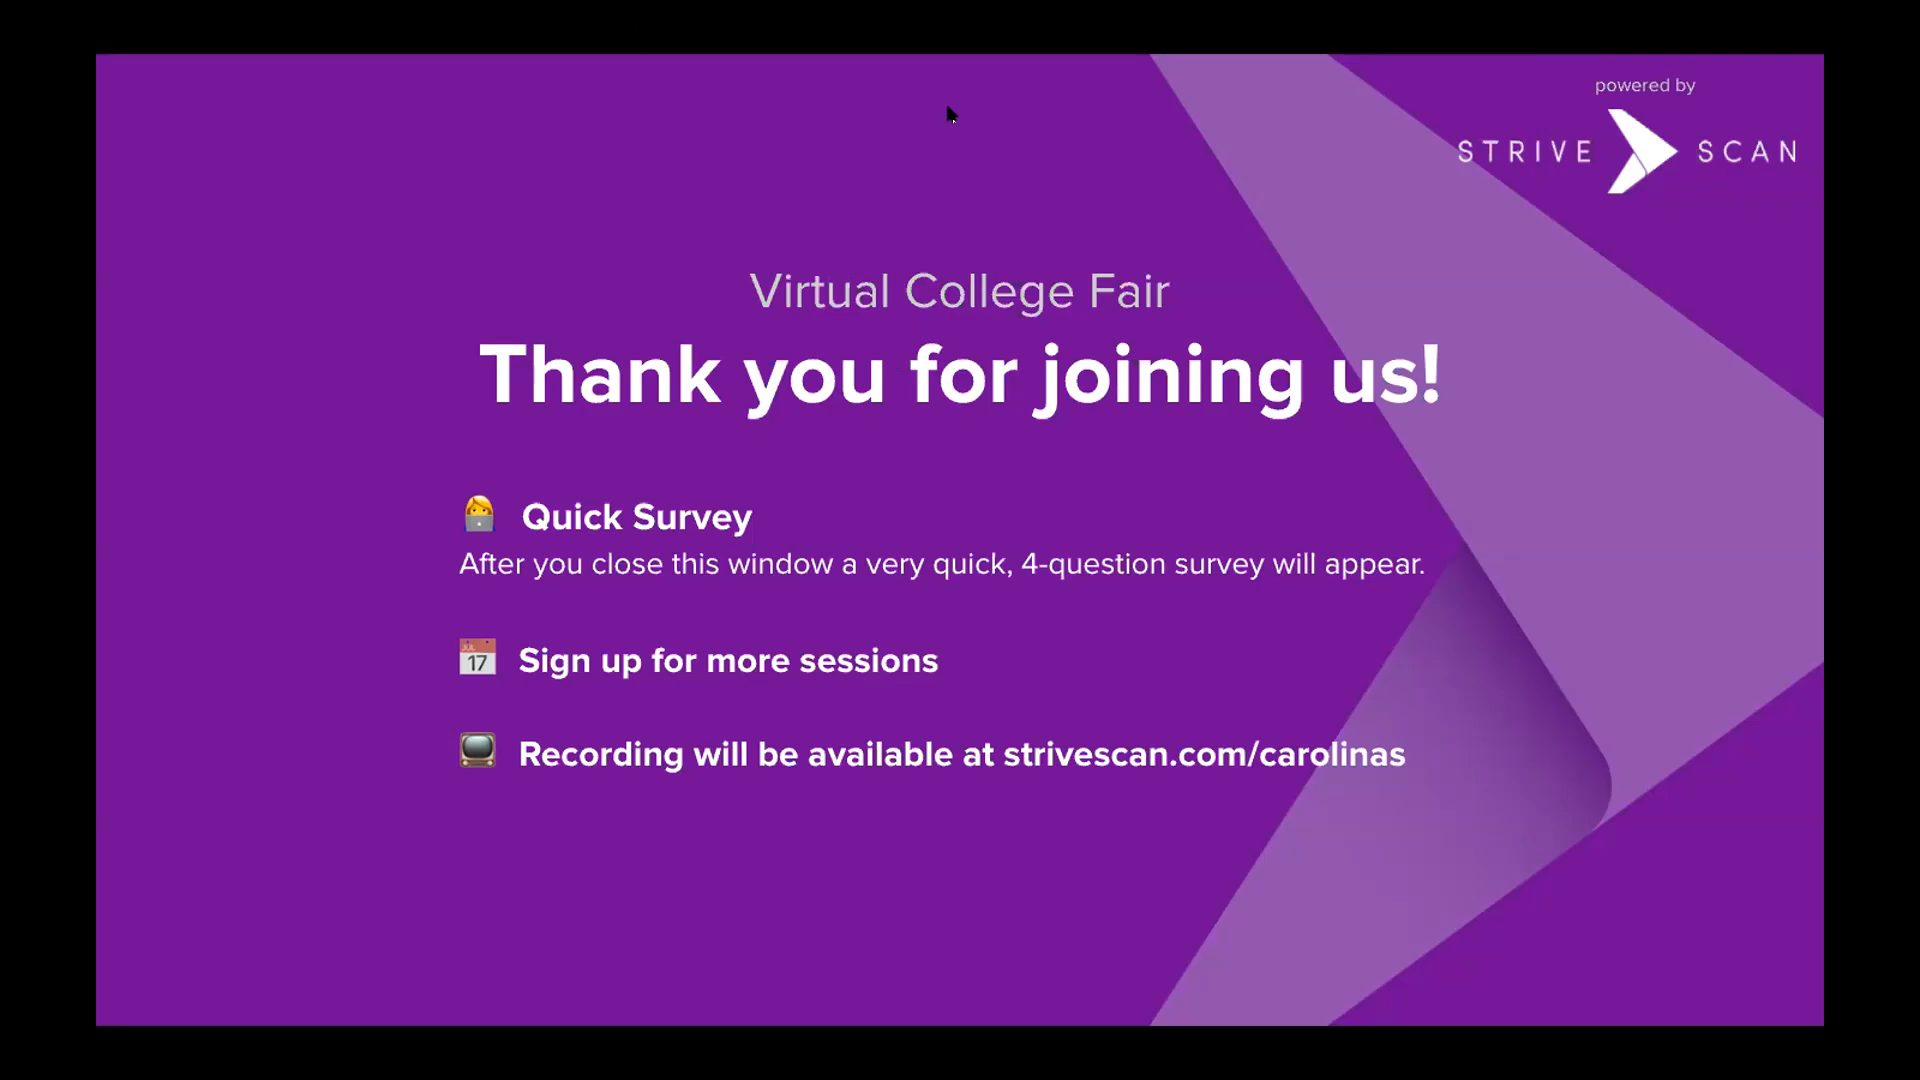 powered by
STRIVE SCAN
Virtual College Fair
Thank you for joining us!
Quick Survey
After you close this window a very quick, 4-question survey will appear.
JUL
17
Sign up for more sessions
Recording will be available at strivescan.com/carolinas